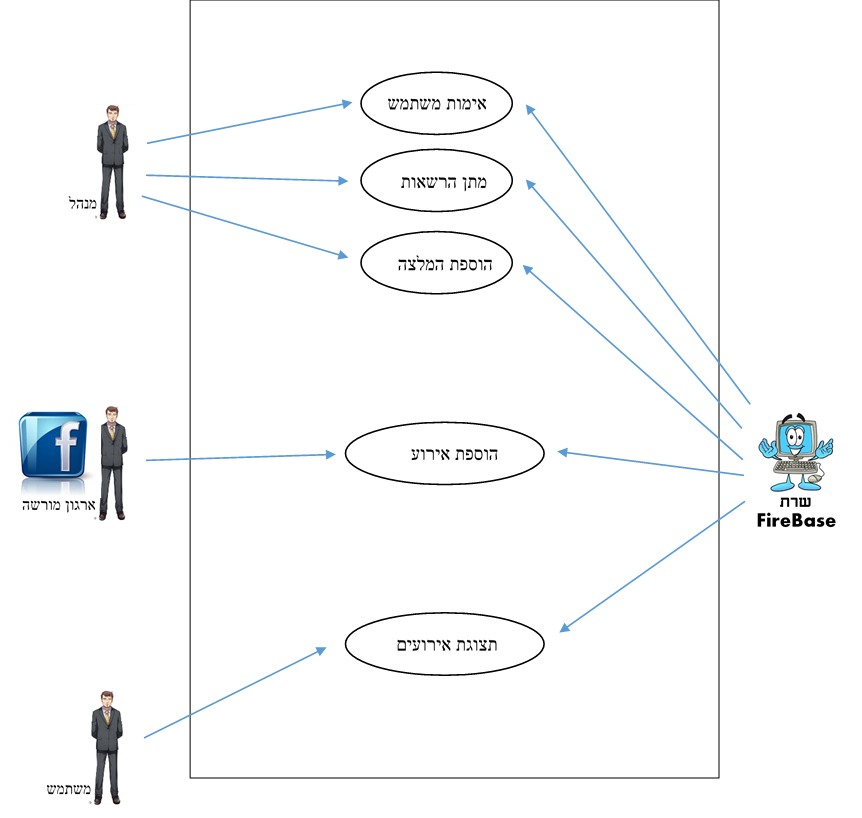 אימות משתמש
מתן הרשאות
מנהל
הוספת המלצה
f
הוספת אירוע
ארגון מורשה
שרת
FireBase
תצוגת אירועים
משתמש